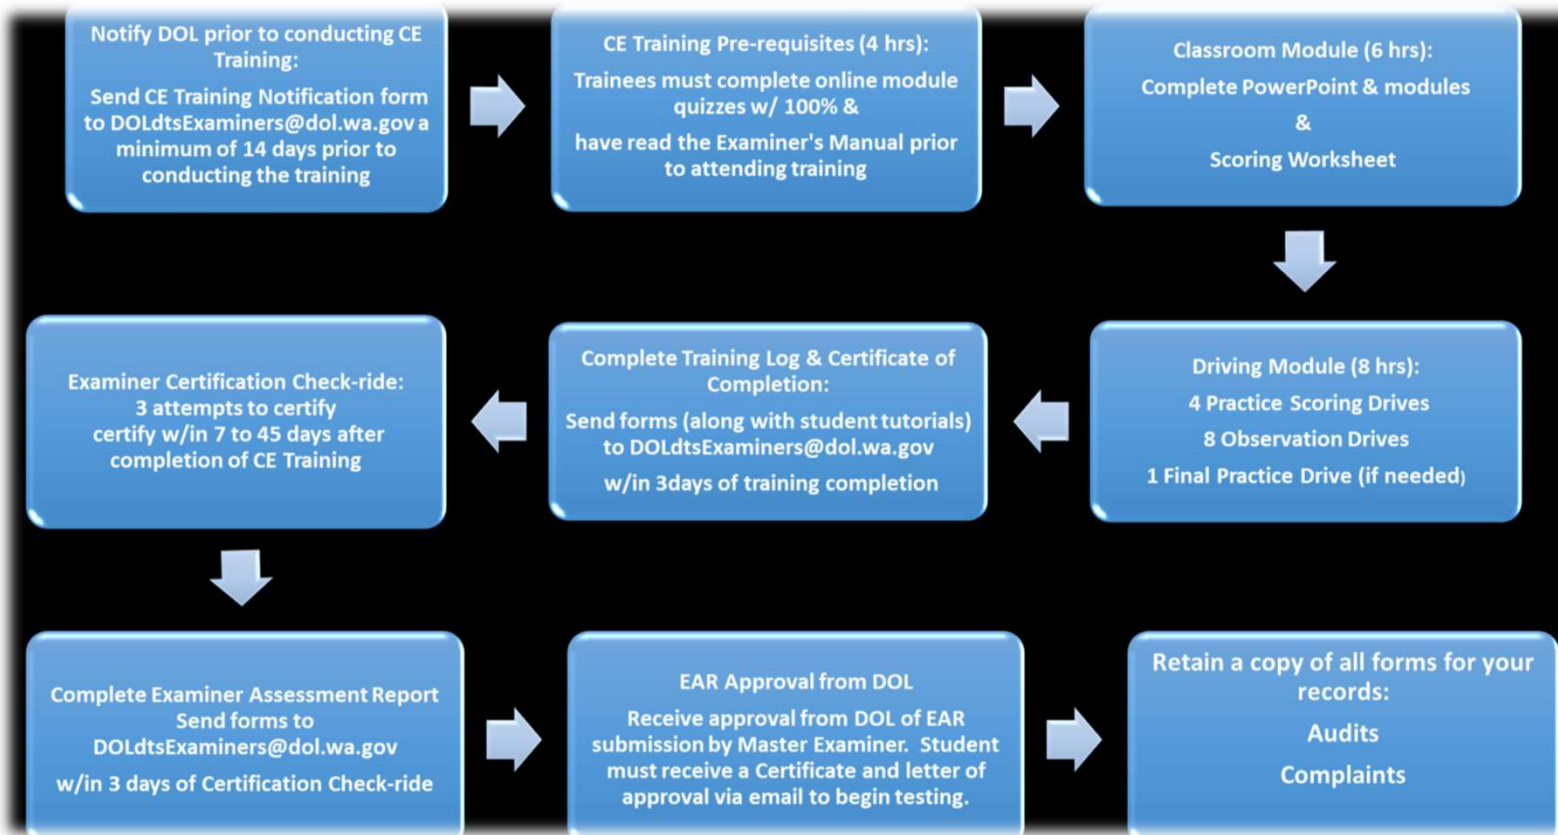 Notify DOL prior to conducting CE
Training:
Send CE Training Notification form
to DOLdtsExaminers@dol.wa.gov a
minimum of 14 days prior to
conducting the training
CE Training Pre-requisites (4 hrs):
Trainees must complete online module
quizzes w/ 100% &
have read the Examiner's Manual prior
to attending training
Classroom Module (6 hrs):
Complete PowerPoint & modules
&
Scoring Worksheet
Driving Module (8 hrs):
4 Practice Scoring Drives
8 Observation Drives
1 Final Practice Drive (if needed)
Complete Training Log & Certificate of
Completion:
Send forms (along with student tutorials)
to DOLdtsExaminers@dol.wa.gov
w/in 3days of training completion
Examiner Certification Check-ride:
3 attempts to certify
certify w/in 7 to 45 days after
completion of CE Training
Complete Examiner Assessment Report
Send forms to
DOLdtsExaminers@dol.wa.gov
w/in 3 days of Certification Check-ride
EAR Approval from DOL
Receive approval from DOL of EAR
submission by Master Examiner.  Student
must receive a Certificate and letter of
approval via email to begin testing.
Retain a copy of all forms for your
records:
Audits
Complaints